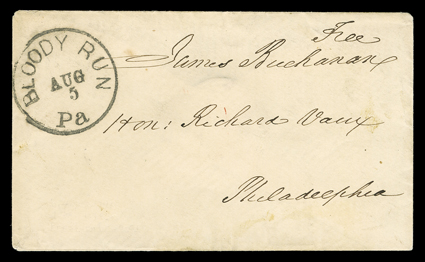 BLOODY RUN
AUG
5
Pa
Free
James Buchanan
Hon: Richard Vaux
Philadelphia